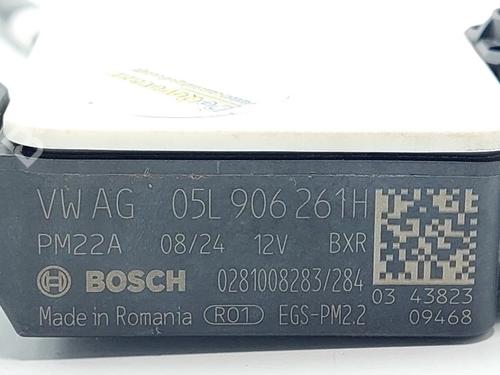 VW AG 05L 906 261H
PM22A 08/24 12V BXR
BOSCH 0281008283/284
03 43823
Made in Romania R01 EGS-PM2.2
09468